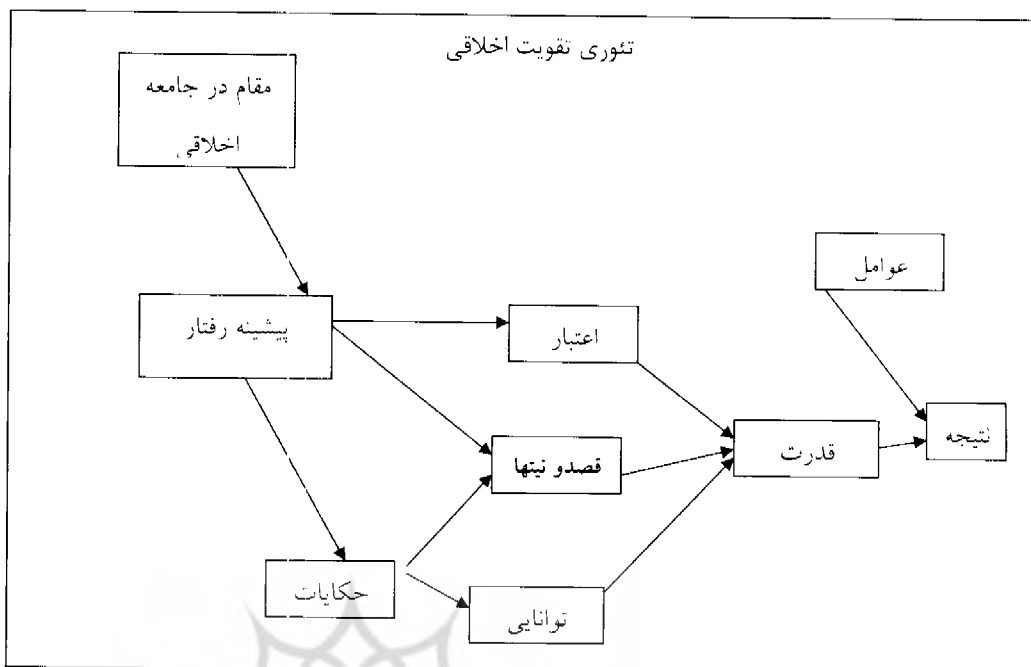 تئوری تقویت اخلاقی
مقام در جامعه
اخلاقی
عوامل
پیشینه رفتار
اعتبار
نتیجه
قدرت
قصدو نیتها
حکایات
توانایی